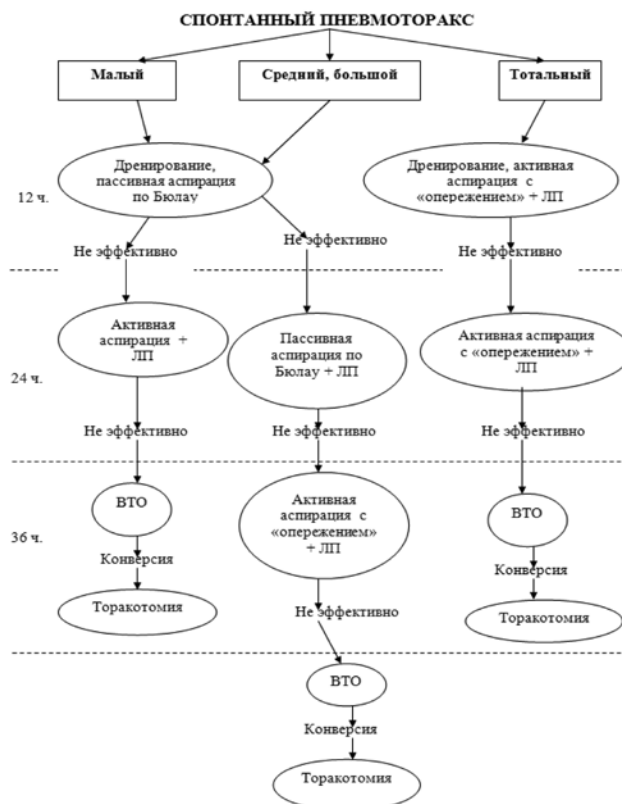 СПОНТАННЫЙ ПНЕВМОТОРАКС
Малый
Средний, большой
Тотальный
Дренирование,
пассивная аспирация
по Бюлау
Дренирование, активная
аспирация с
«опережением» + ЛП
12 ч.
Не эффективно
Не эффективно
Не эффективно
Активная
аспирация +
ЛП
Пассивная
аспирация по
Бюлау + ЛП
Активная аспирация
с «опережением» +
ЛП
24 ч.
Не эффективно
Не эффективно
Не эффективно
ВТО
Активная
аспирация с
«опережением»
+ ЛП
ВТО
36 ч.
Конверсия
Конверсия
Торакотомия
Не эффективно
Торакотомия
ВТО
Конверсия
Торакотомия